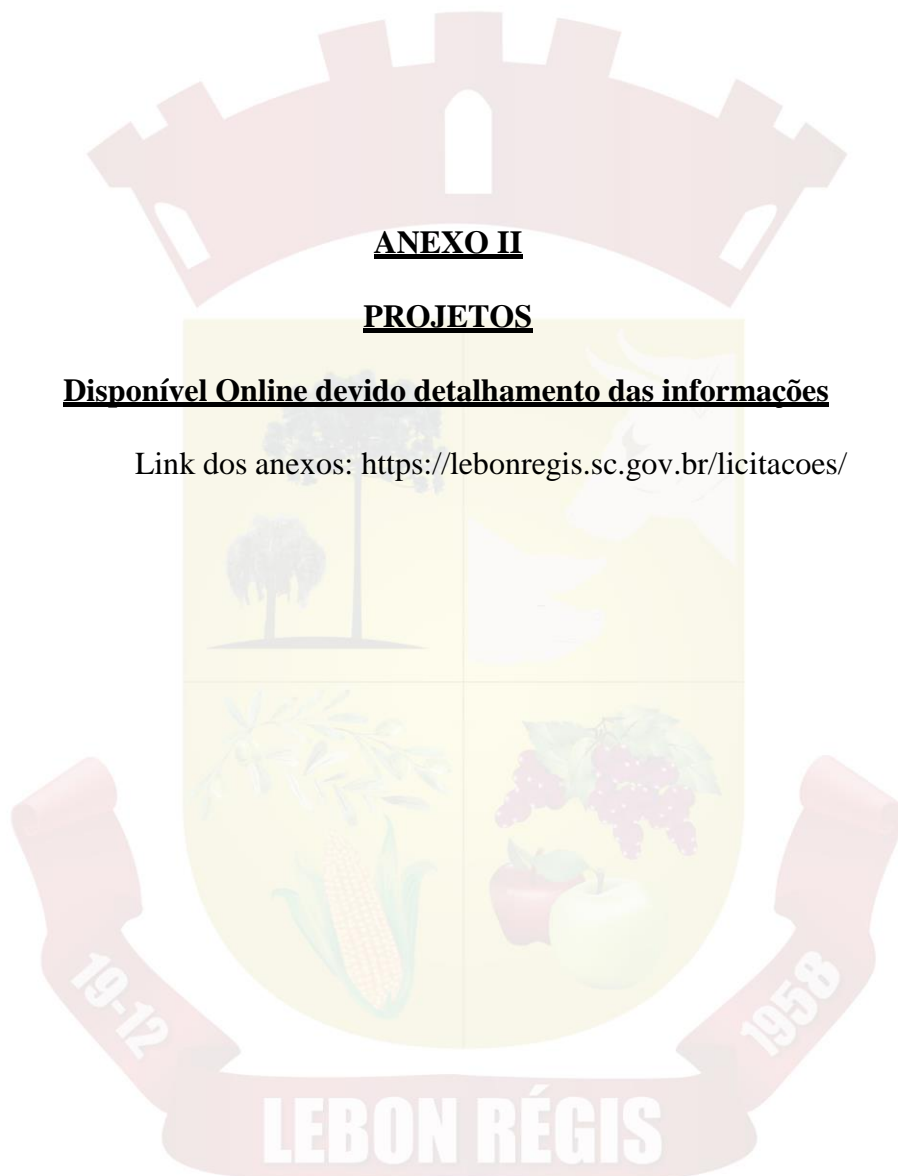 ANEXO II
PROJETOS
Disponível Online devido detalhamento das informações
Link dos anexos: https://lebonregis.sc.gov.br/licitacoes/
19-12
1958
LEBON RÉGIS